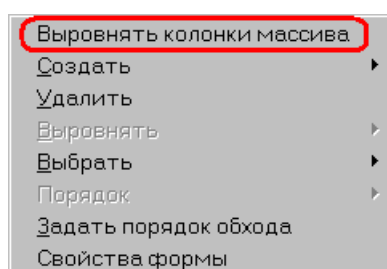 Выровнять колонки массива
Создать
Удалить
Выровнять
Выбрать
Порядок
Задать порядок обхода
Свойства формы